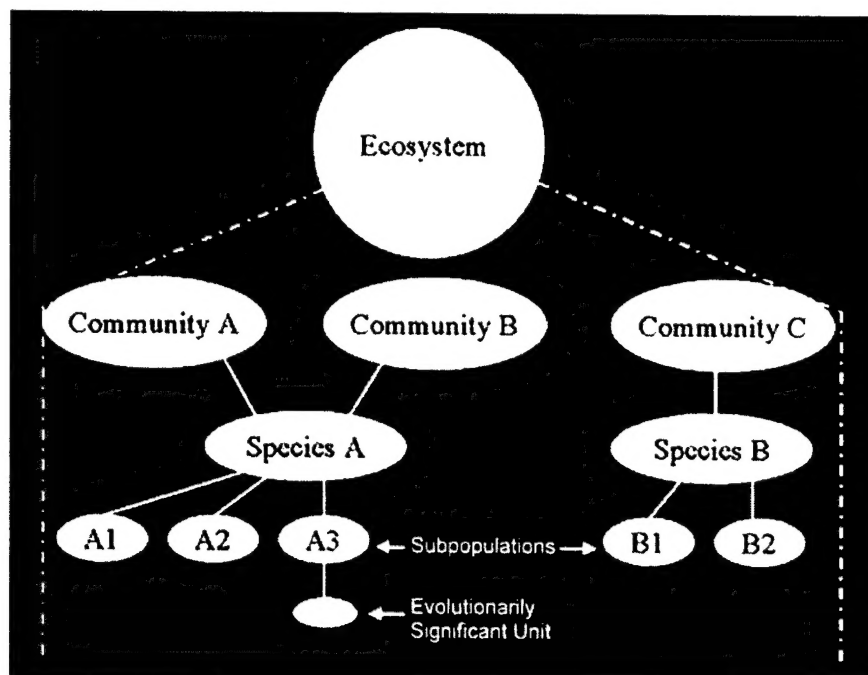 Ecosystem
Community A
Community B
Community C
Species A
Species B
A1
A2
A3
Subpopulations
B1
B2
Evolutionarily
Significant Unit